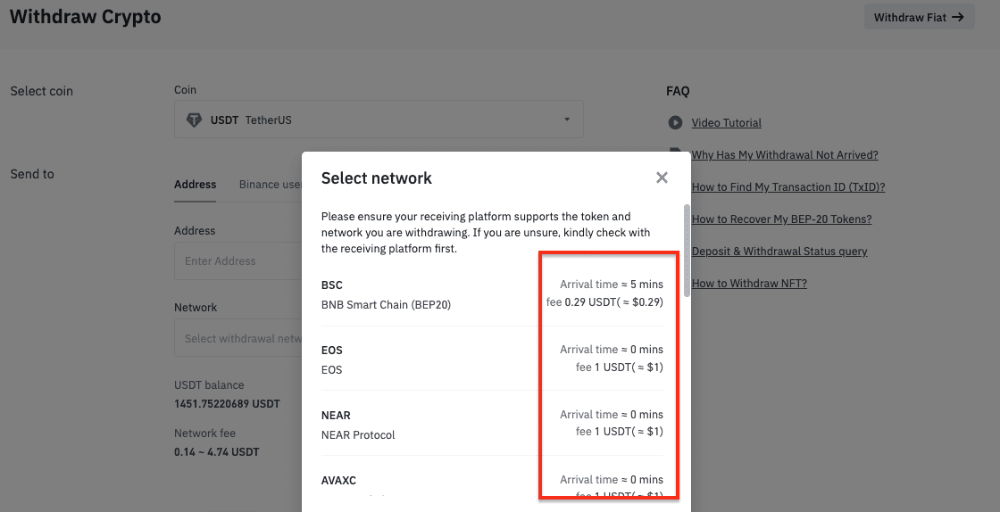 Withdraw Crypto
Withdraw Fiat →
Select coin
Coin
USDT TetherUS
Send to
Address Binance user
Address
Enter Address
Network
Select withdrawal netw
USDT balance
1451.75220689 USDT
Network fee
0.14 ~ 4.74 USDT
FAQ
Video Tutorial
Why Has My Withdrawal Not Arrived?
How to Find My Transaction ID (TxID)?
How to Recover My BEP-20 Tokens?
Deposit & Withdrawal Status query
How to Withdraw NFT?
Select network
Please ensure your receiving platform supports the token and
network you are withdrawing. If you are unsure, kindly check with
the receiving platform first.
BSC
BNB Smart Chain (BEP20)
Arrival time ≈ 5 mins
fee 0.29 USDT( ≈ $0.29)
EOS
EOS
Arrival time ≈ 0 mins
fee 1 USDT( ≈ $1)
NEAR
NEAR Protocol
Arrival time ≈ 0 mins
fee 1 USDT( ≈ $1)
AVAXC
Arrival time ≈ 0 mins
fee 1 USDT( ≈ $1)